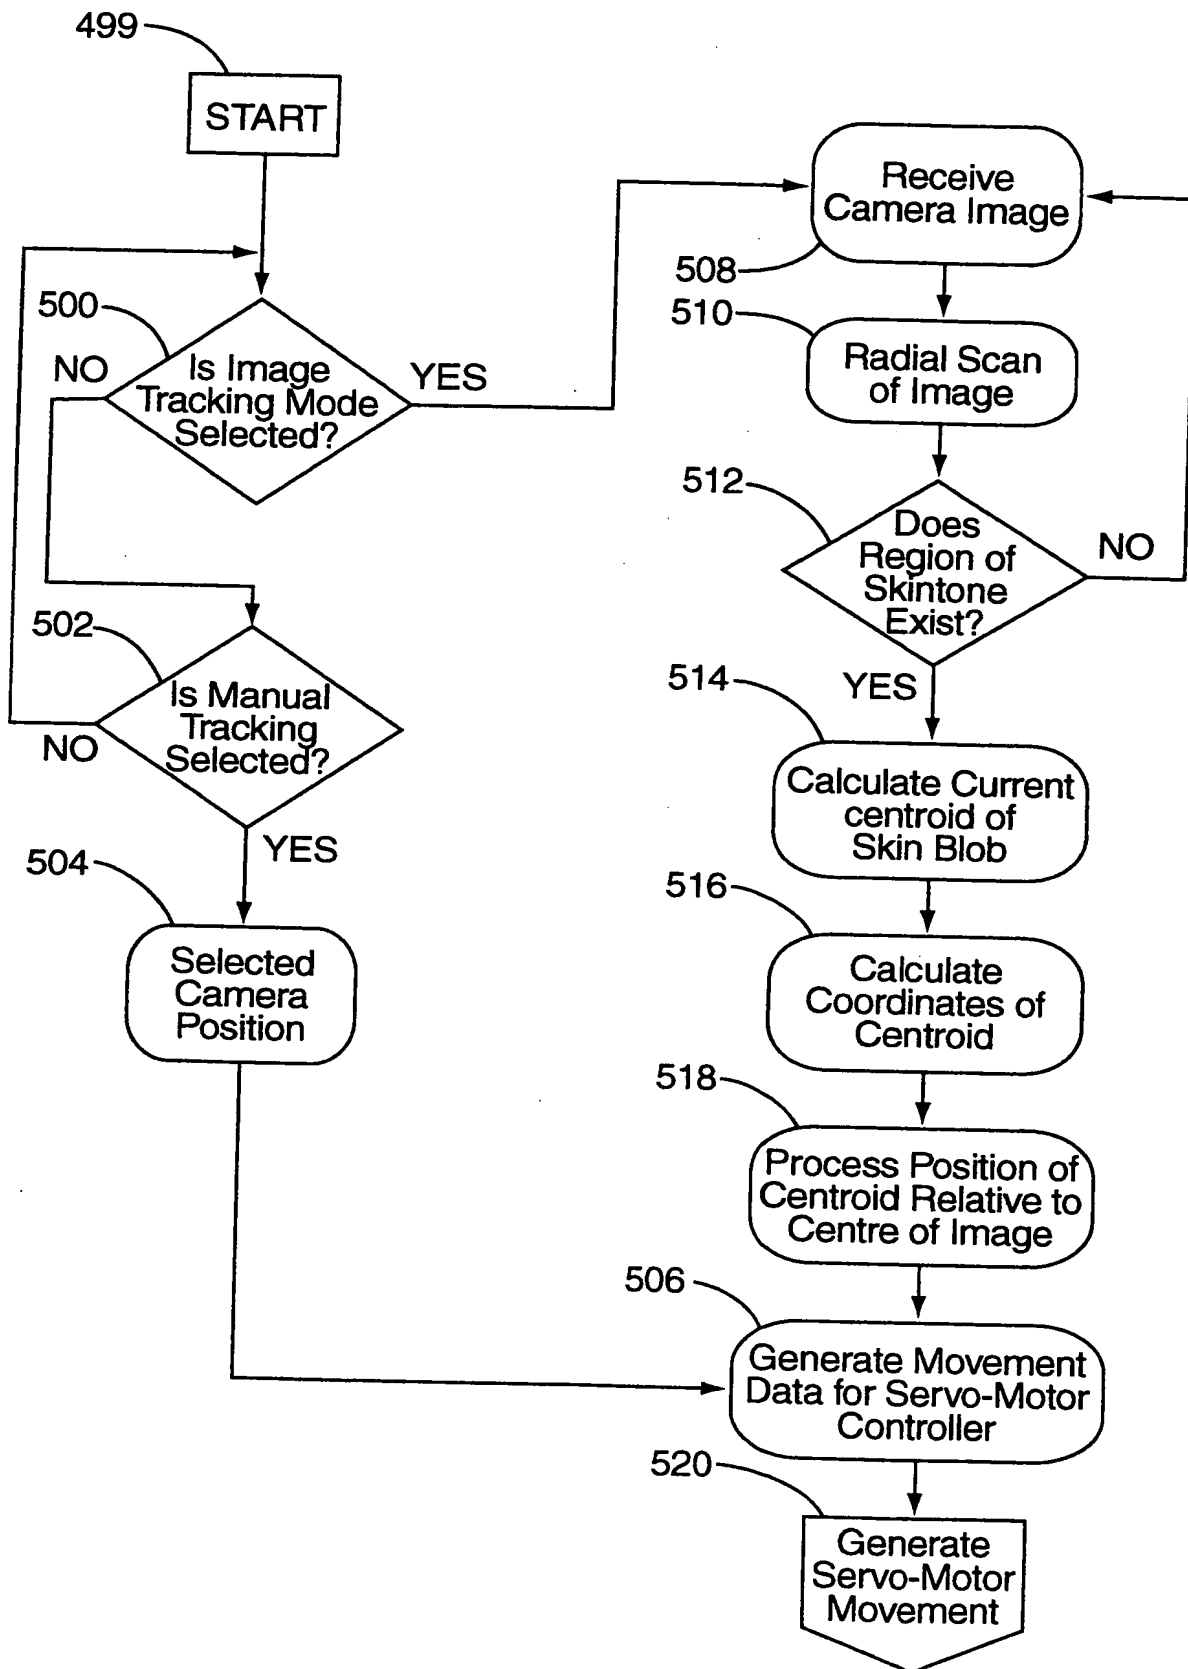 499
START
500
Is Image
Tracking Mode
Selected?
NO
YES
502
Is Manual
Tracking
Selected?
NO
YES
504
Selected
Camera
Position
Receive
Camera Image
508
510
Radial Scan
of Image
512
Does
Region of
Skintone
Exist?
NO
YES
514
Calculate Current
centroid of
Skin Blob
516
Calculate
Coordinates of
Centroid
518
Process Position of
Centroid Relative to
Centre of Image
506
Generate Movement
Data for Servo-Motor
Controller
520
Generate
Servo-Motor
Movement